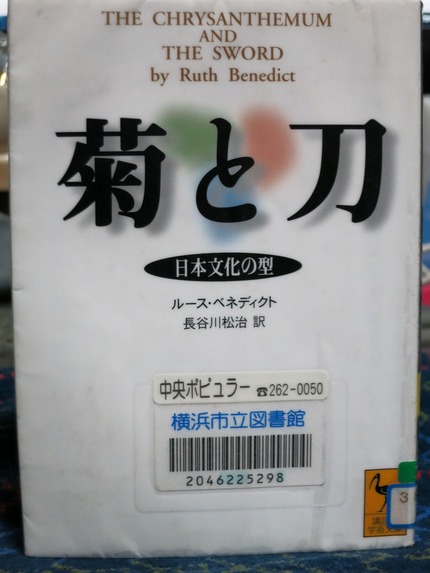 THE CHRYSANTHEMUM
AND
THE SWORD
by Ruth Benedict
菊と刀
日本文化の型
ルース・ベネディクト
長谷川松治 訳
中央ポピュラー ☎262-0050
横浜市立図書館
2046225298
3
学術